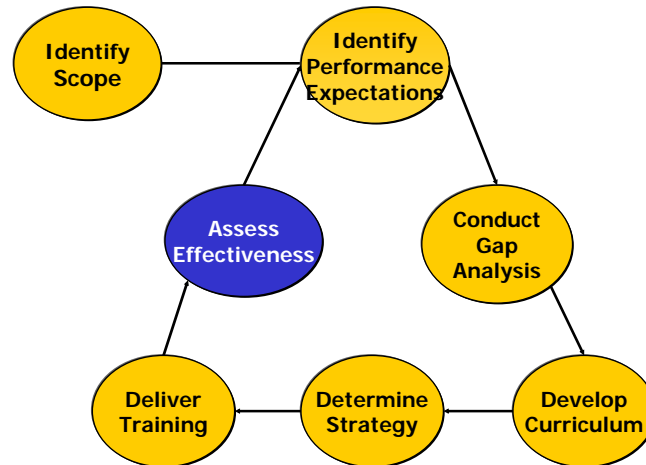 Identify
Scope
Identify
Performance
Expectations
Assess
Effectiveness
Conduct
Gap
Analysis
Deliver
Training
Determine
Strategy
Develop
Curriculum